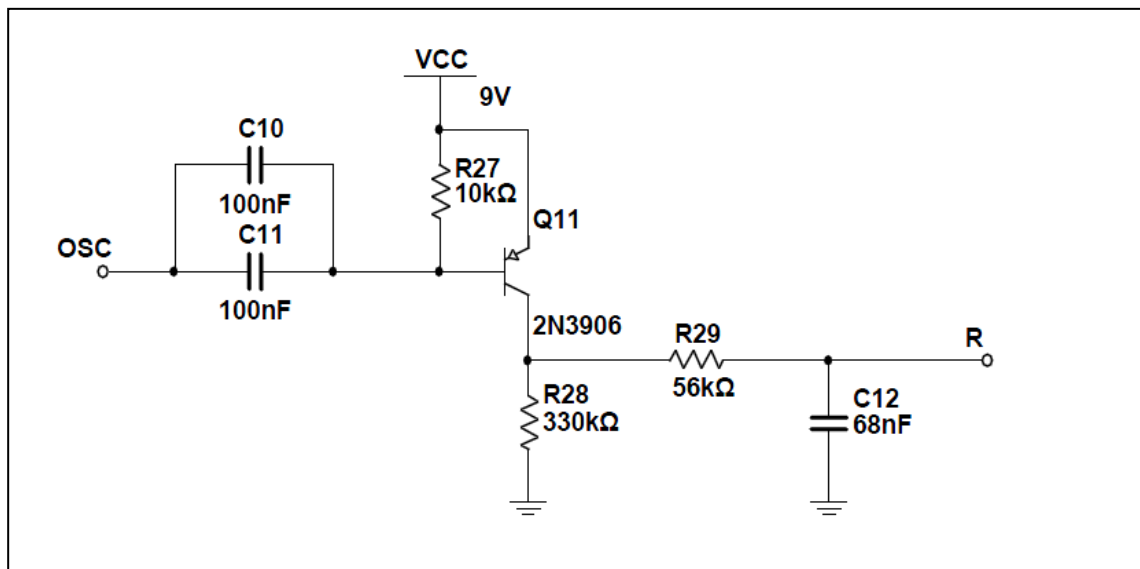 VCC
9V
C10
100nF
R27
10kΩ
C11
100nF
OSC
Q11
2N3906
R29
56kΩ
R
R28
330kΩ
C12
68nF